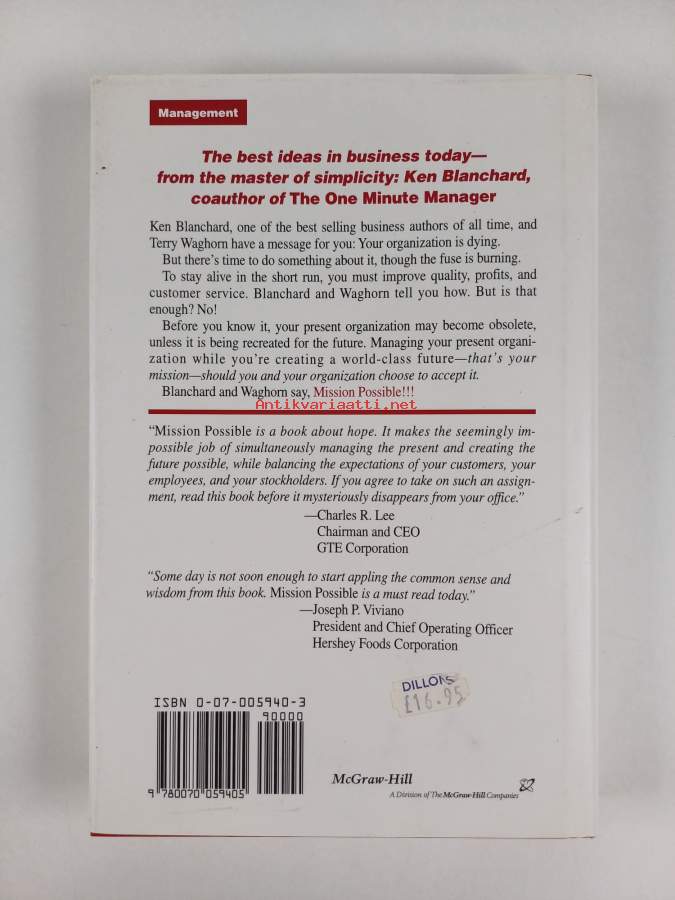 Management
The best ideas in business today—
from the master of simplicity: Ken Blanchard,
coauthor of The One Minute Manager
Ken Blanchard, one of the best selling business authors of all time, and
Terry Waghorn have a message for you: Your organization is dying.
But there's time to do something about it, though the fuse is burning.
To stay alive in the short run, you must improve quality, profits, and
customer service. Blanchard and Waghorn tell you how. But is that
enough? No!
Before you know it, your present organization may become obsolete,
unless it is being recreated for the future. Managing your present organi-
zation while you're creating a world-class future—that's your
mission—should you and your organization choose to accept it.
Blanchard and Waghorn say, Mission Possible!!!
Antikvariaatti.net
“Mission Possible is a book about hope. It makes the seemingly im-
possible job of simultaneously managing the present and creating the
future possible, while balancing the expectations of your customers, your
employees, and your stockholders. If you agree to take on such an assign-
ment, read this book before it mysteriously disappears from your office.”
—Charles R. Lee
Chairman and CEO
GTE Corporation
“Some day is not soon enough to start appling the common sense and
wisdom from this book. Mission Possible is a must read today.”
—Joseph P. Viviano
President and Chief Operating Officer
Hershey Foods Corporation
DILLONS
£16.95
ISBN 0-07-005940-3
90000
9 780070 059405
McGraw-Hill
A Division of The McGraw-Hill Companies